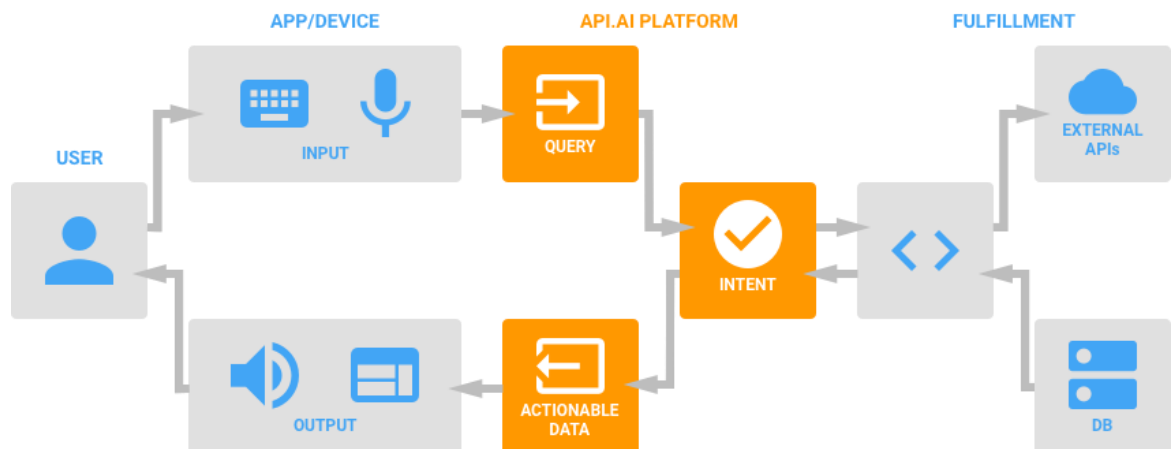 APP/DEVICE
API.AI PLATFORM
FULFILLMENT
INPUT
QUERY
EXTERNAL
APIs
USER
INTENT
OUTPUT
ACTIONABLE
DATA
DB